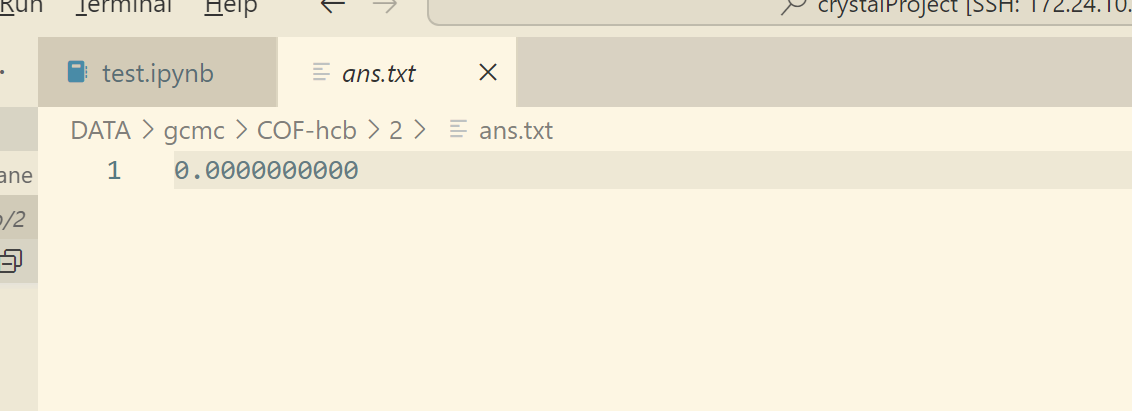 Run Terminal Help crystalProject [SSH: 172.24.10.
test.ipynb ans.txt
DATA > gcmc > COF-hcb > 2 > ans.txt
1 0.0000000000
ane
/2